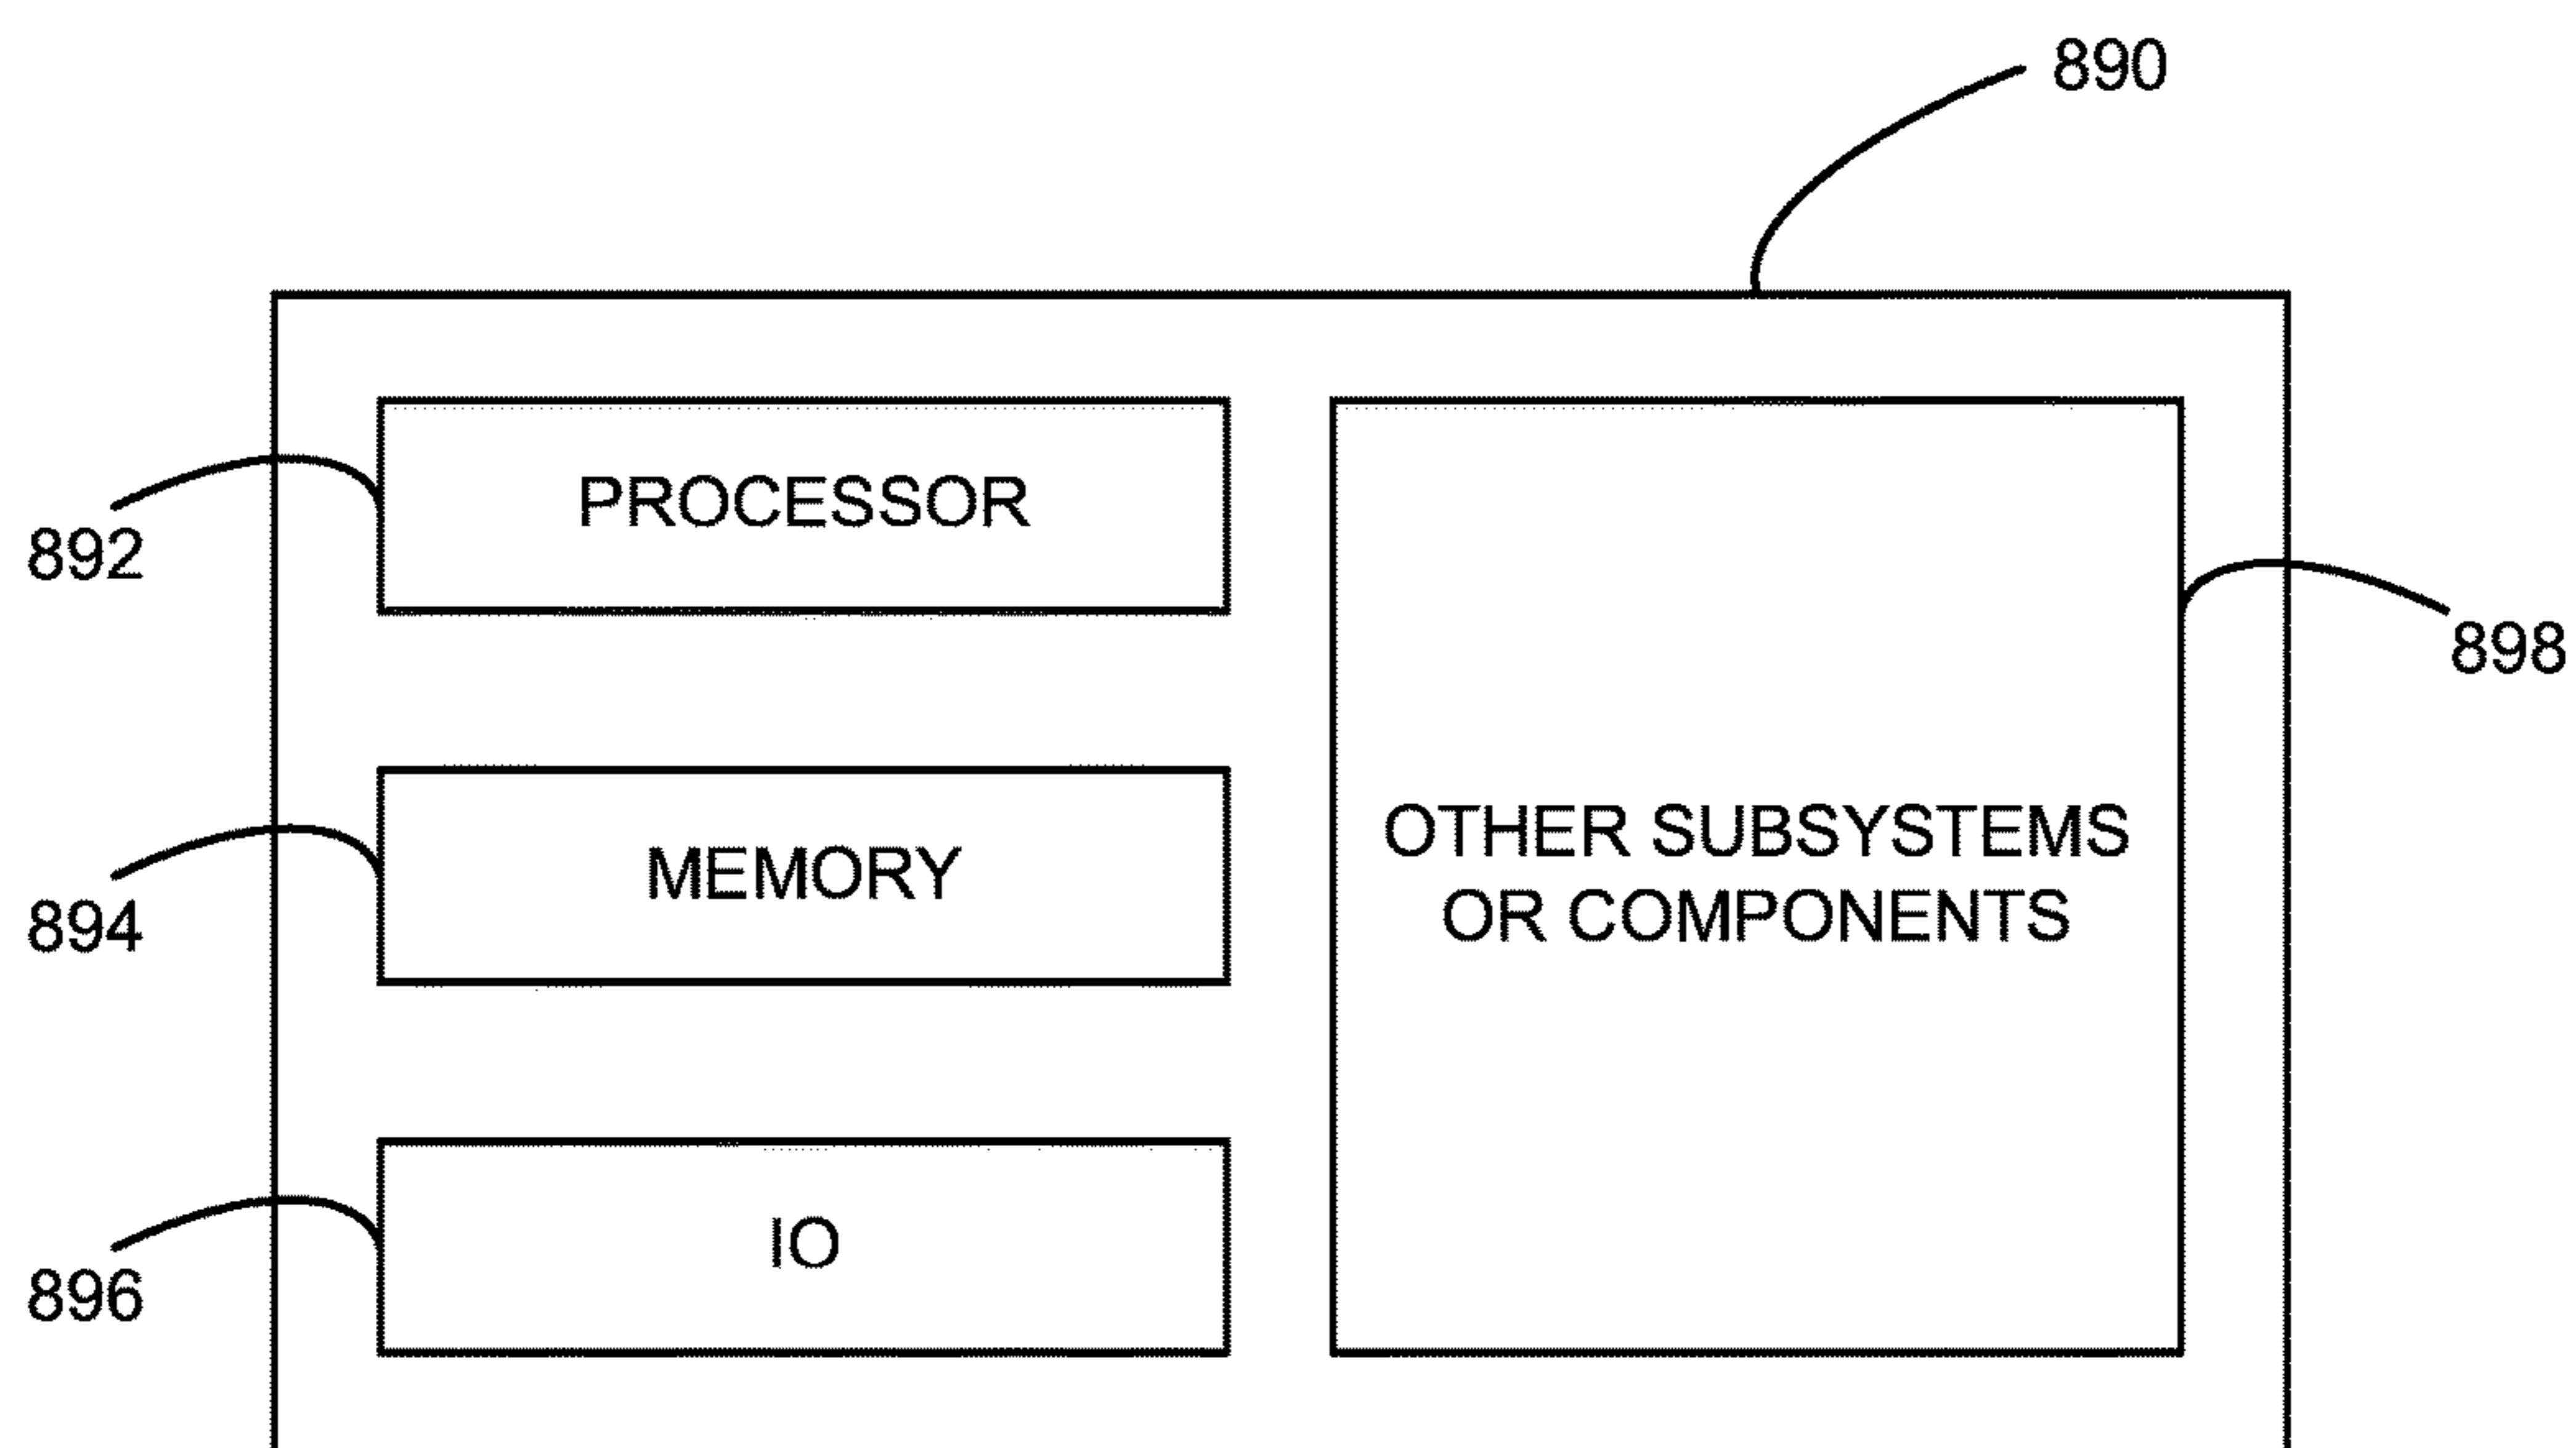 890
PROCESSOR
892
898
OTHER SUBSYSTEMS
OR COMPONENTS
MEMORY
894
IO
896